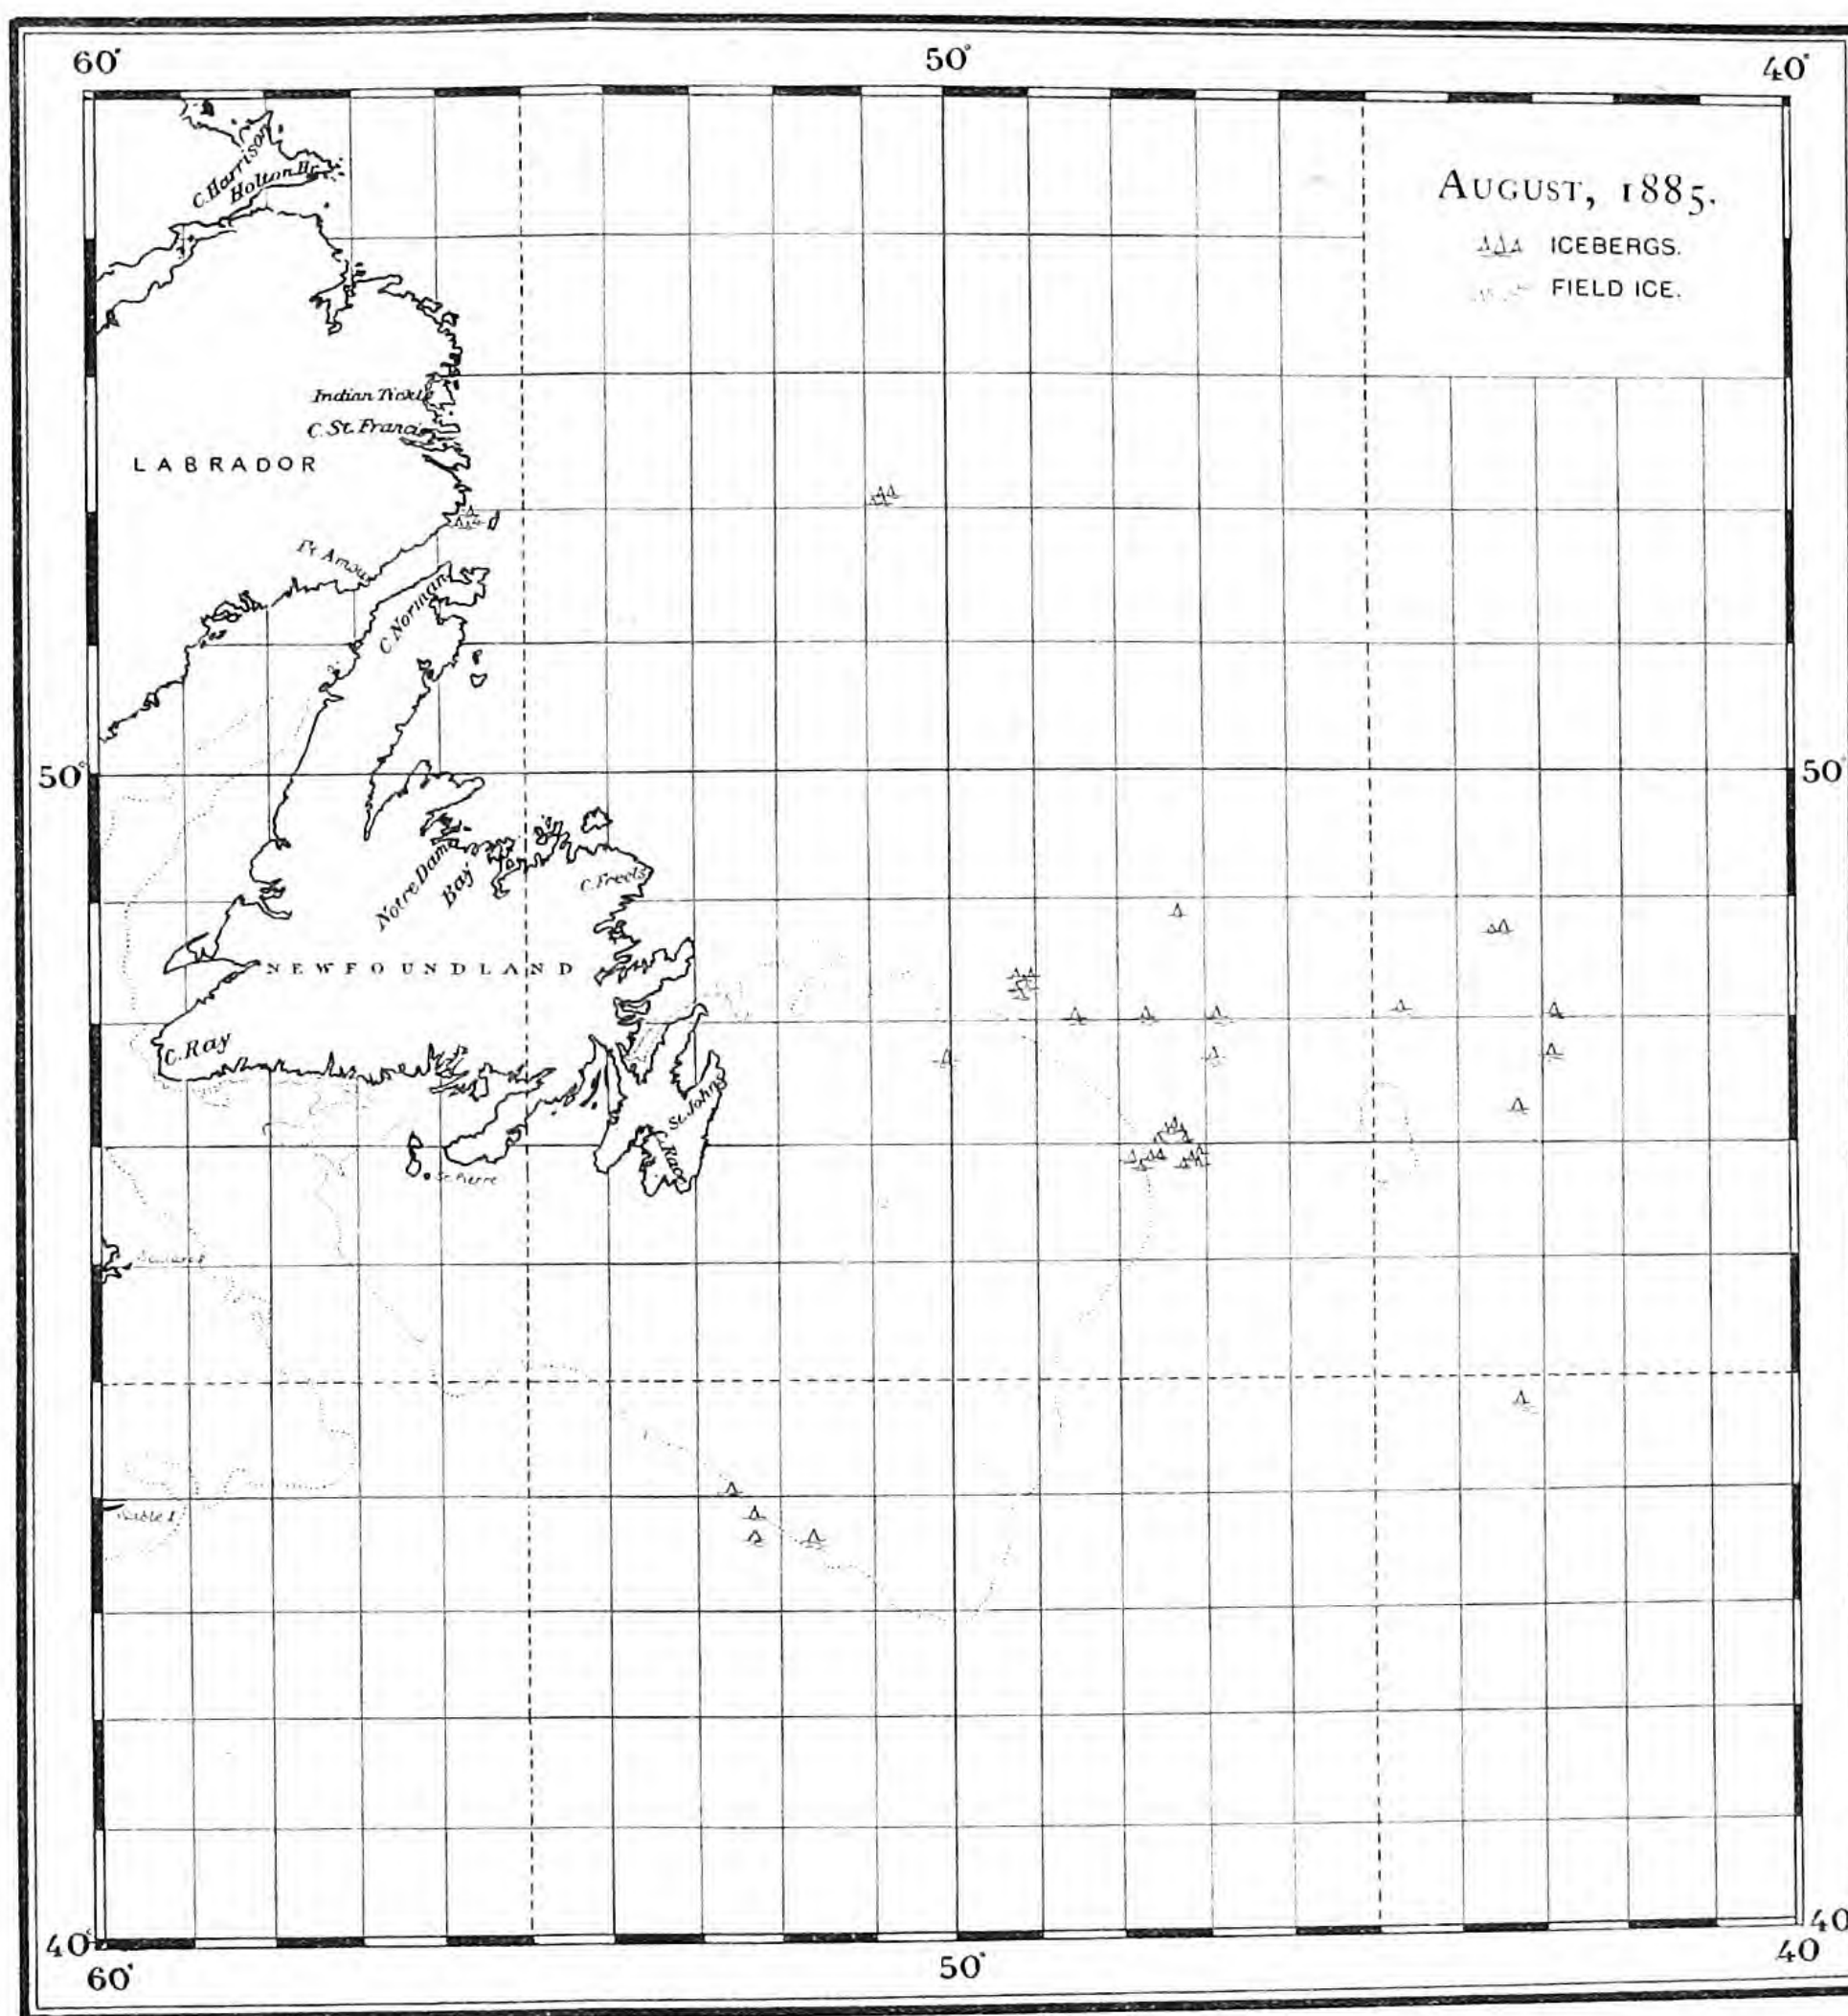 60°
50°
40°
AUGUST, 1885.
ICEBERGS.
FIELD ICE.
C. Harrison
Holton Hr.
Indian Tickle
C. St. Francis
LABRADOR
d
Pt Amour
C. Norman
50°
50°
Notre Dame
Bay
C. Freels
NEWFOUNDLAND
C. Ray
St. Johns
C. Race
St. Pierre
Sable I.
40°
40
60°
50°
40